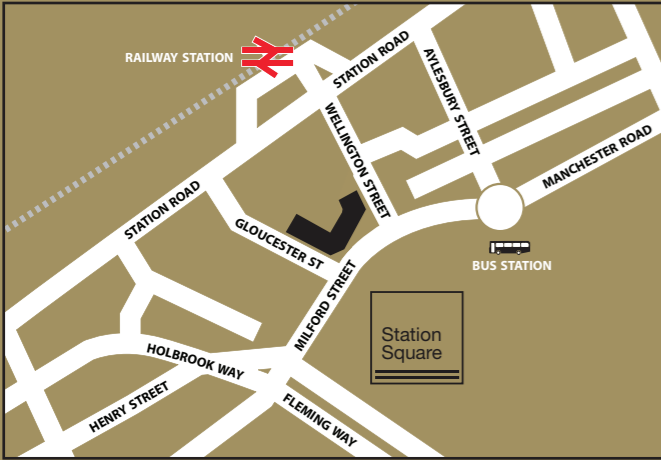 RAILWAY STATION
STATION ROAD
AYLESBURY STREET
WELLINGTON STREET
MANCHESTER ROAD
STATION ROAD
GLOUCESTER ST
BUS STATION
MILFORD STREET
Station
Square
HOLBROOK WAY
HENRY STREET
FLEMING WAY